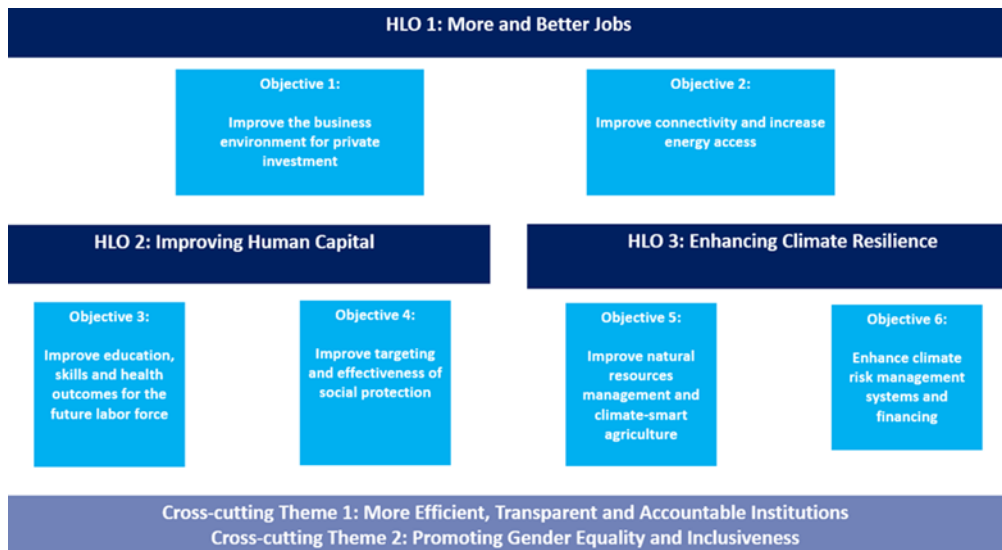 HLO 1: More and Better Jobs
Objective 1:
Improve the business
environment for private
investment
Objective 2:
Improve connectivity and increase
energy access
HLO 2: Improving Human Capital
HLO 3: Enhancing Climate Resilience
Objective 3:
Improve education,
skills and health
outcomes for the
future labor force
Objective 4:
Improve targeting
and effectiveness of
social protection
Objective 5:
Improve natural
resources
management and
climate-smart
agriculture
Objective 6:
Enhance climate
risk management
systems and
financing
Cross-cutting Theme 1: More Efficient, Transparent and Accountable Institutions
Cross-cutting Theme 2: Promoting Gender Equality and Inclusiveness